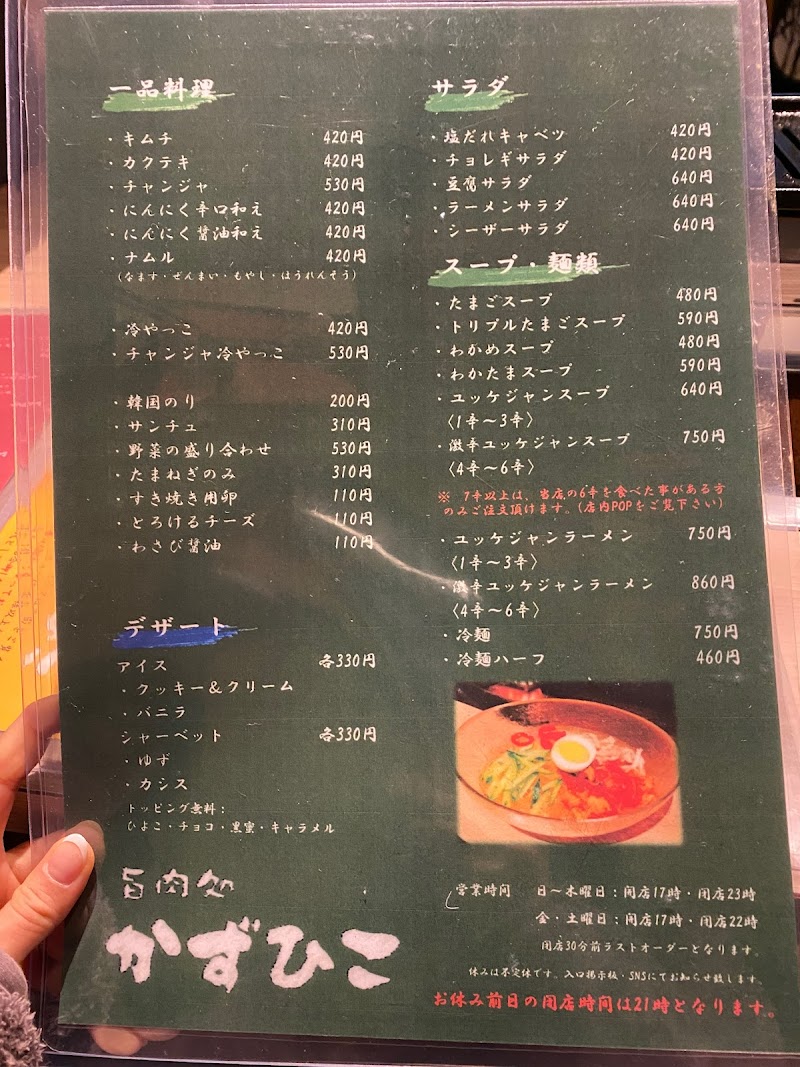 一品料理
・キムチ 420円
・カクテキ 420円
・チャンジャ 530円
・にんにく辛口和え 420円
・にんにく醤油和え 420円
・ナムル 420円
(なます・ぜんまい・もやし・ほうれんそう)
・冷やっこ 420円
・チャンジャ冷やっこ 530円
・韓国のり 200円
・サンチュ 310円
・野菜の盛り合わせ 530円
・たまねぎのみ 310円
・すき焼き用卵 110円
・とろけるチーズ 110円
・わさび醤油 110円
デザート
アイス 各330円
・クッキー＆クリーム
・バニラ
シャーベット 各330円
・ゆず
・カシス
トッピング無料：
ひよこ・チョコ・黒蜜・キャラメル
旨肉処
かずひこ
サラダ
・塩だれキャベツ 420円
・チョレギサラダ 420円
・豆腐サラダ 640円
・ラーメンサラダ 640円
・シーザーサラダ 640円
スープ・麺類
・たまごスープ 480円
・トリプルたまごスープ 590円
・わかめスープ 480円
・わかたまスープ 590円
・ユッケジャンスープ 640円
〈1辛～3辛〉
・激辛ユッケジャンスープ 750円
〈4辛～6辛〉
※ 7辛以上は、当店の6辛を食べた事がある方
のみご注文頂けます。(店内POPをご覧下さい)
・ユッケジャンラーメン 750円
〈1辛～3辛〉
・激辛ユッケジャンラーメン 860円
〈4辛～6辛〉
・冷麺 750円
・冷麺ハーフ 460円
営業時間 日～木曜日：開店17時・閉店23時
金・土曜日：開店17時・閉店22時
閉店30分前ラストオーダーとなります。
休みは不定休です。入口掲示板・SNSにてお知らせ致します。
お休み前日の閉店時間は21時となります。